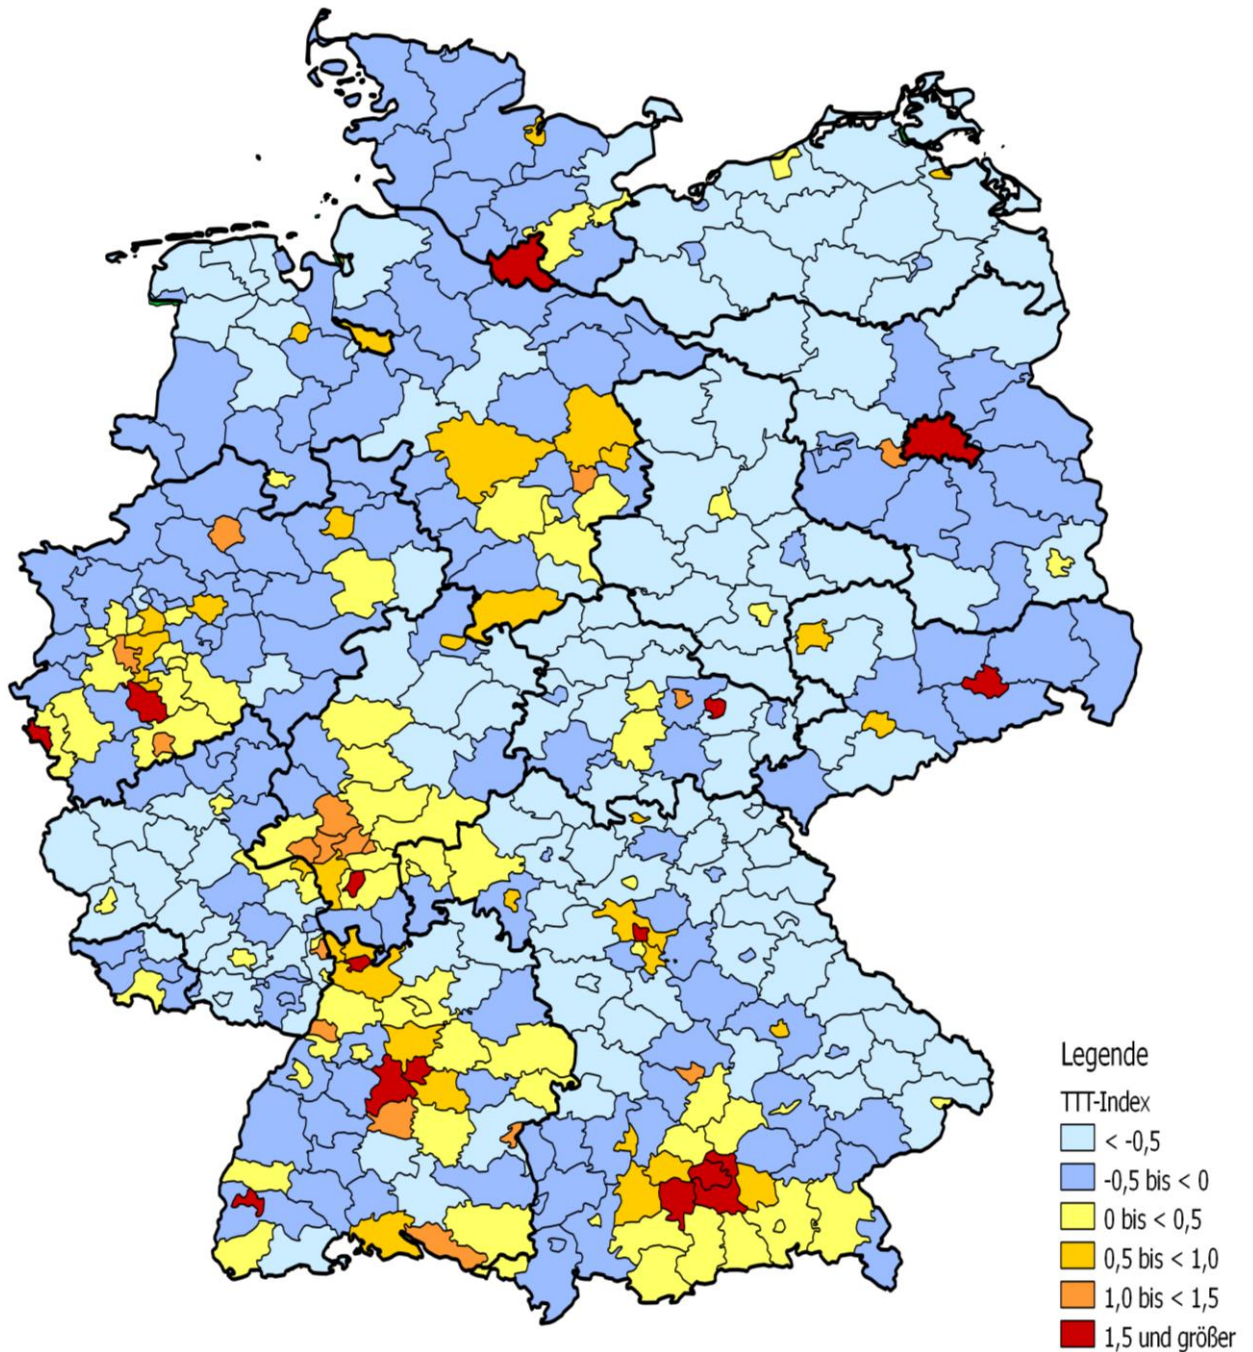 Legende
TTT-Index
< -0,5
-0,5 bis < 0
0 bis < 0,5
0,5 bis < 1,0
1,0 bis < 1,5
1,5 und größer